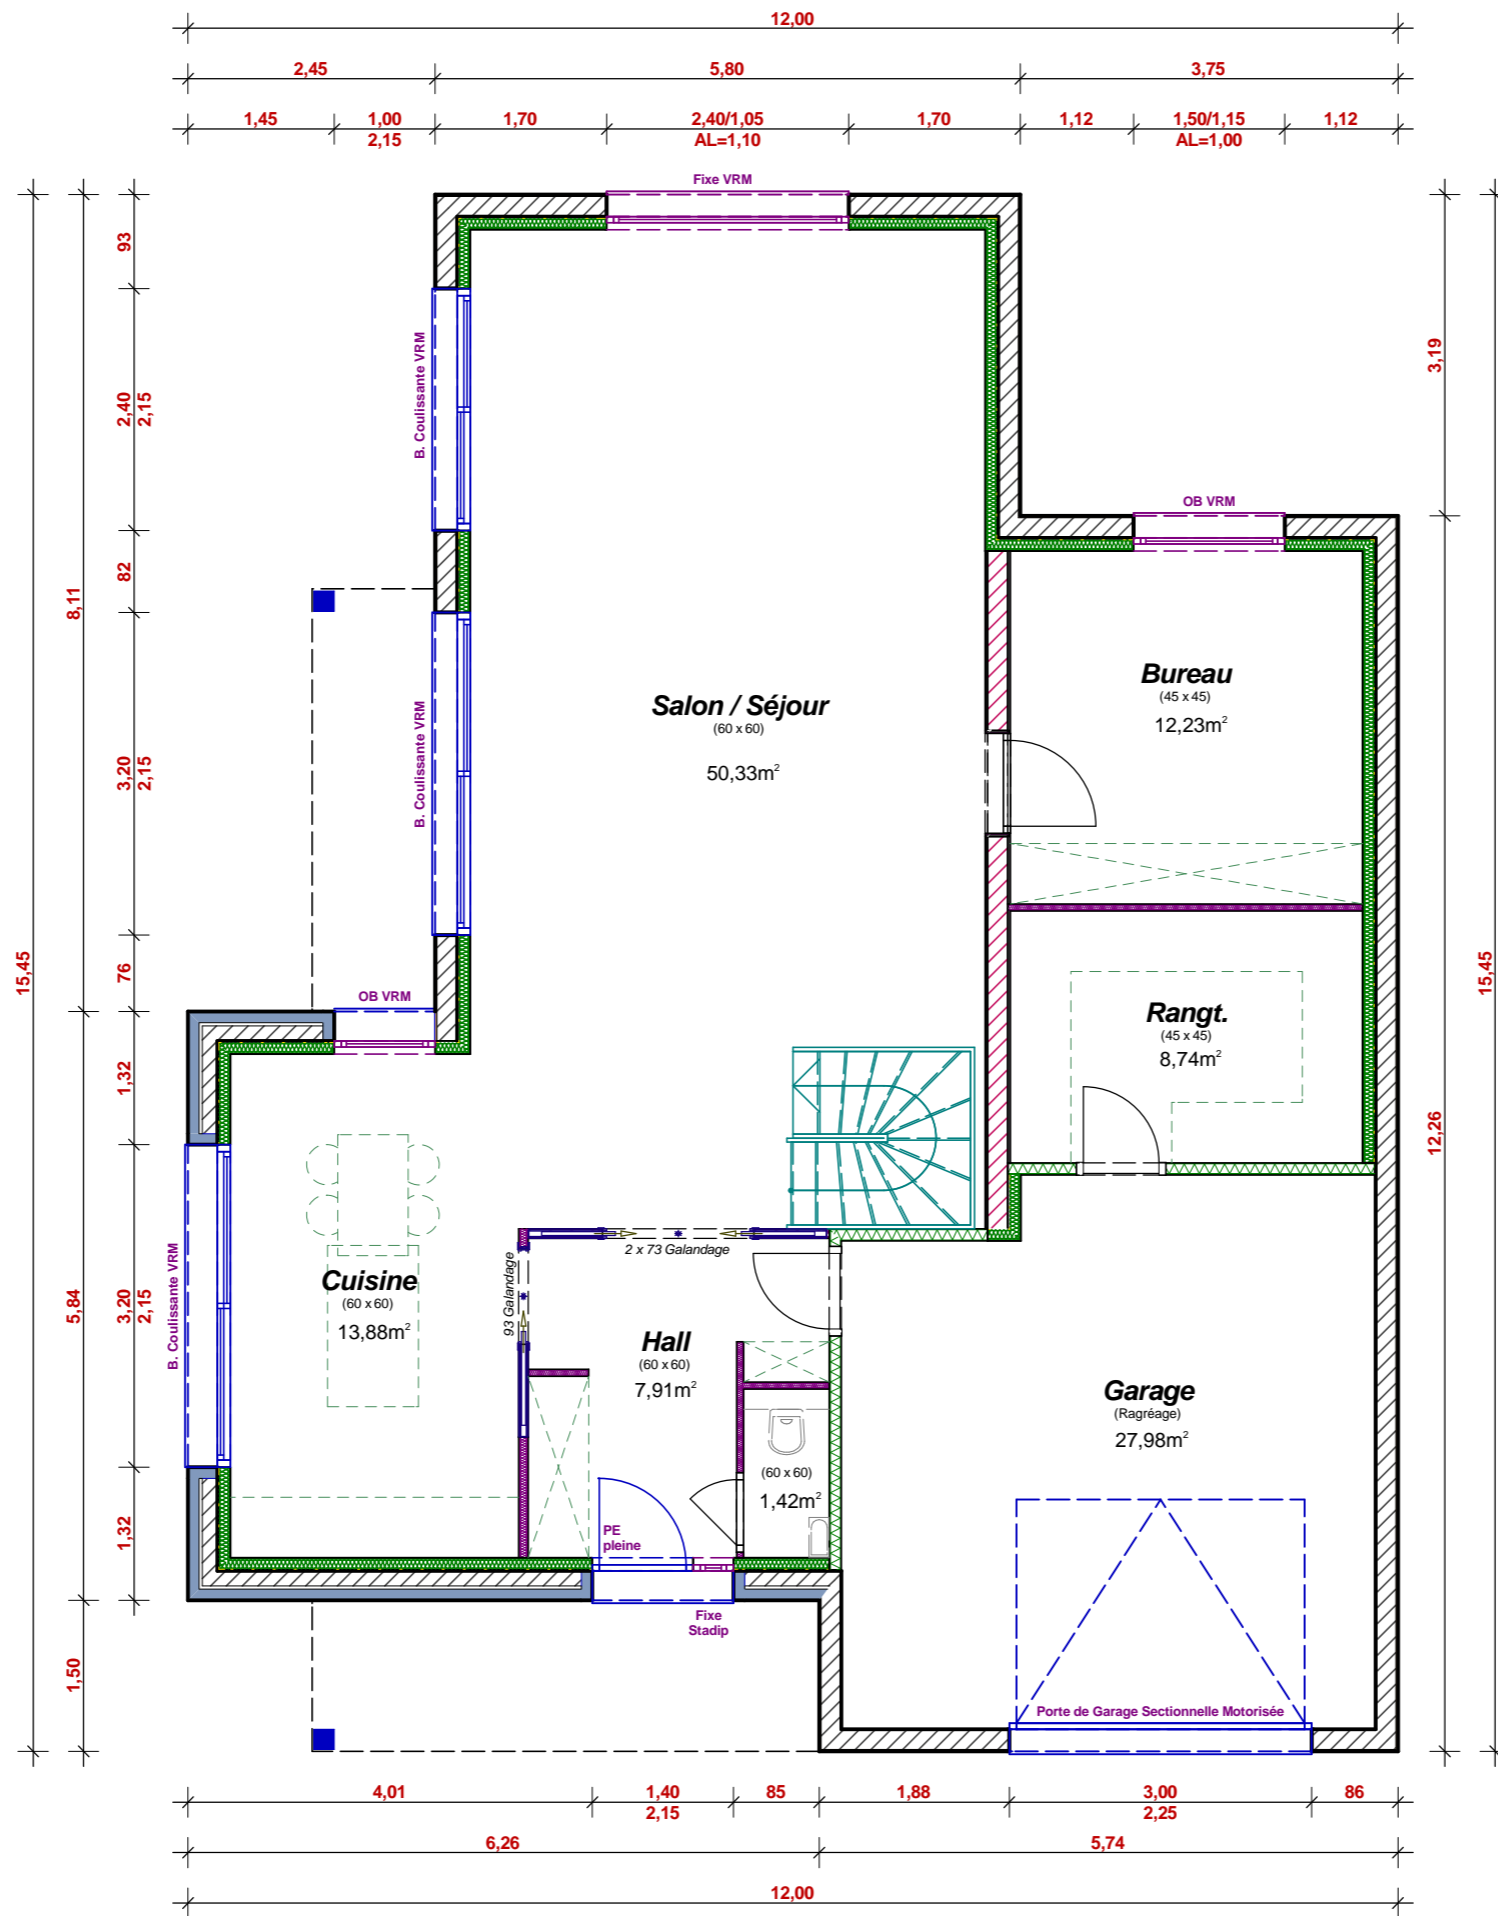 12,00
2,45
5,80
3,75
1,45
1,00
2,15
1,70
2,40/1,05
AL=1,10
1,70
1,12
1,50/1,15
AL=1,00
1,12
Fixe VRM
93
2,40
2,15
B. Coulissante VRM
3,19
OB VRM
82
8,11
3,20
2,15
B. Coulissante VRM
Salon / Séjour
(60 x 60)
50,33m²
Bureau
(45 x 45)
12,23m²
15,45
15,45
76
OB VRM
1,32
Rangt.
(45 x 45)
8,74m²
12,26
5,84
3,20
2,15
B. Coulissante VRM
Cuisine
(60 x 60)
13,88m²
93 Galandage
2 x 73 Galandage
Hall
(60 x 60)
7,91m²
Garage
(Ragréage)
27,98m²
(60 x 60)
1,42m²
1,32
PE
pleine
Fixe
Stadip
1,50
Porte de Garage Sectionnelle Motorisée
4,01
1,40
2,15
85
1,88
3,00
2,25
86
6,26
5,74
12,00